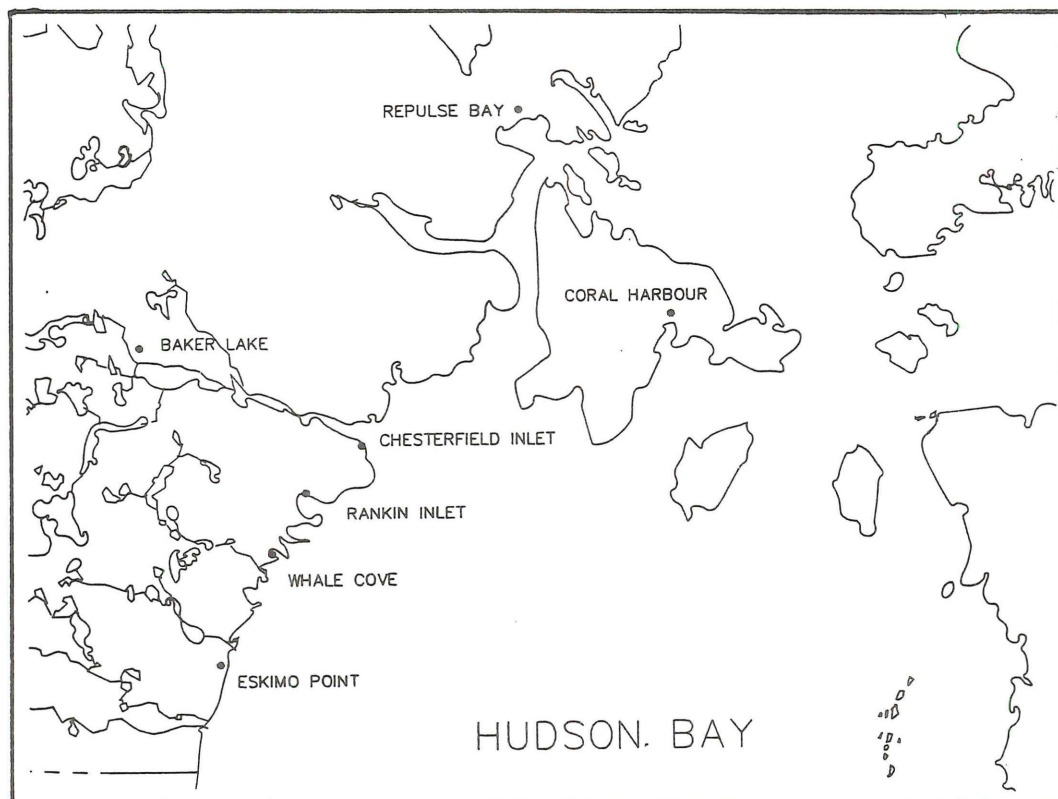 REPULSE BAY
CORAL HARBOUR
BAKER LAKE
CHESTERFIELD INLET
RANKIN INLET
WHALE COVE
ESKIMO POINT
HUDSON. BAY